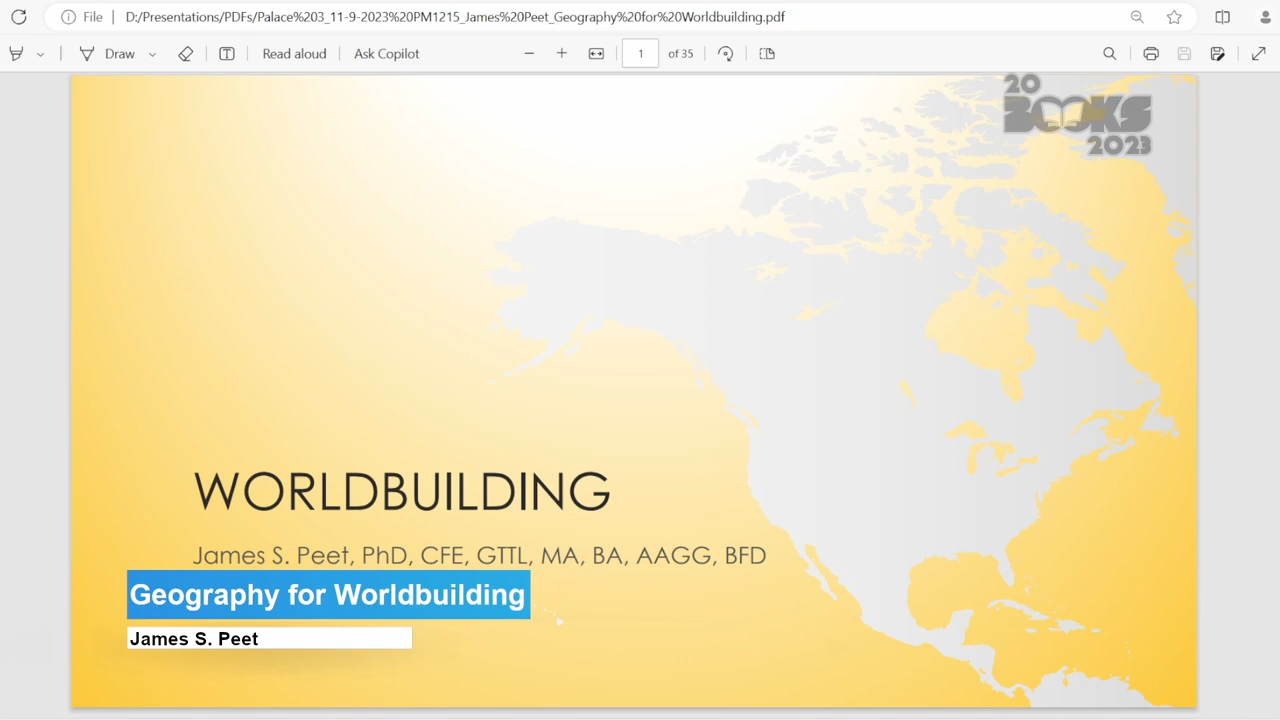 File
D:/Presentations/PDFs/Palace%203_11-9-2023%20PM1215_James%20Peet_Geography%20for%20Worldbuilding.pdf
Draw
Read aloud
Ask Copilot
1
of 35
20
BOOKS
2023
WORLDBUILDING
James S. Peet, PhD, CFE, GTTL, MA, BA, AAGG, BFD
Geography for Worldbuilding
James S. Peet